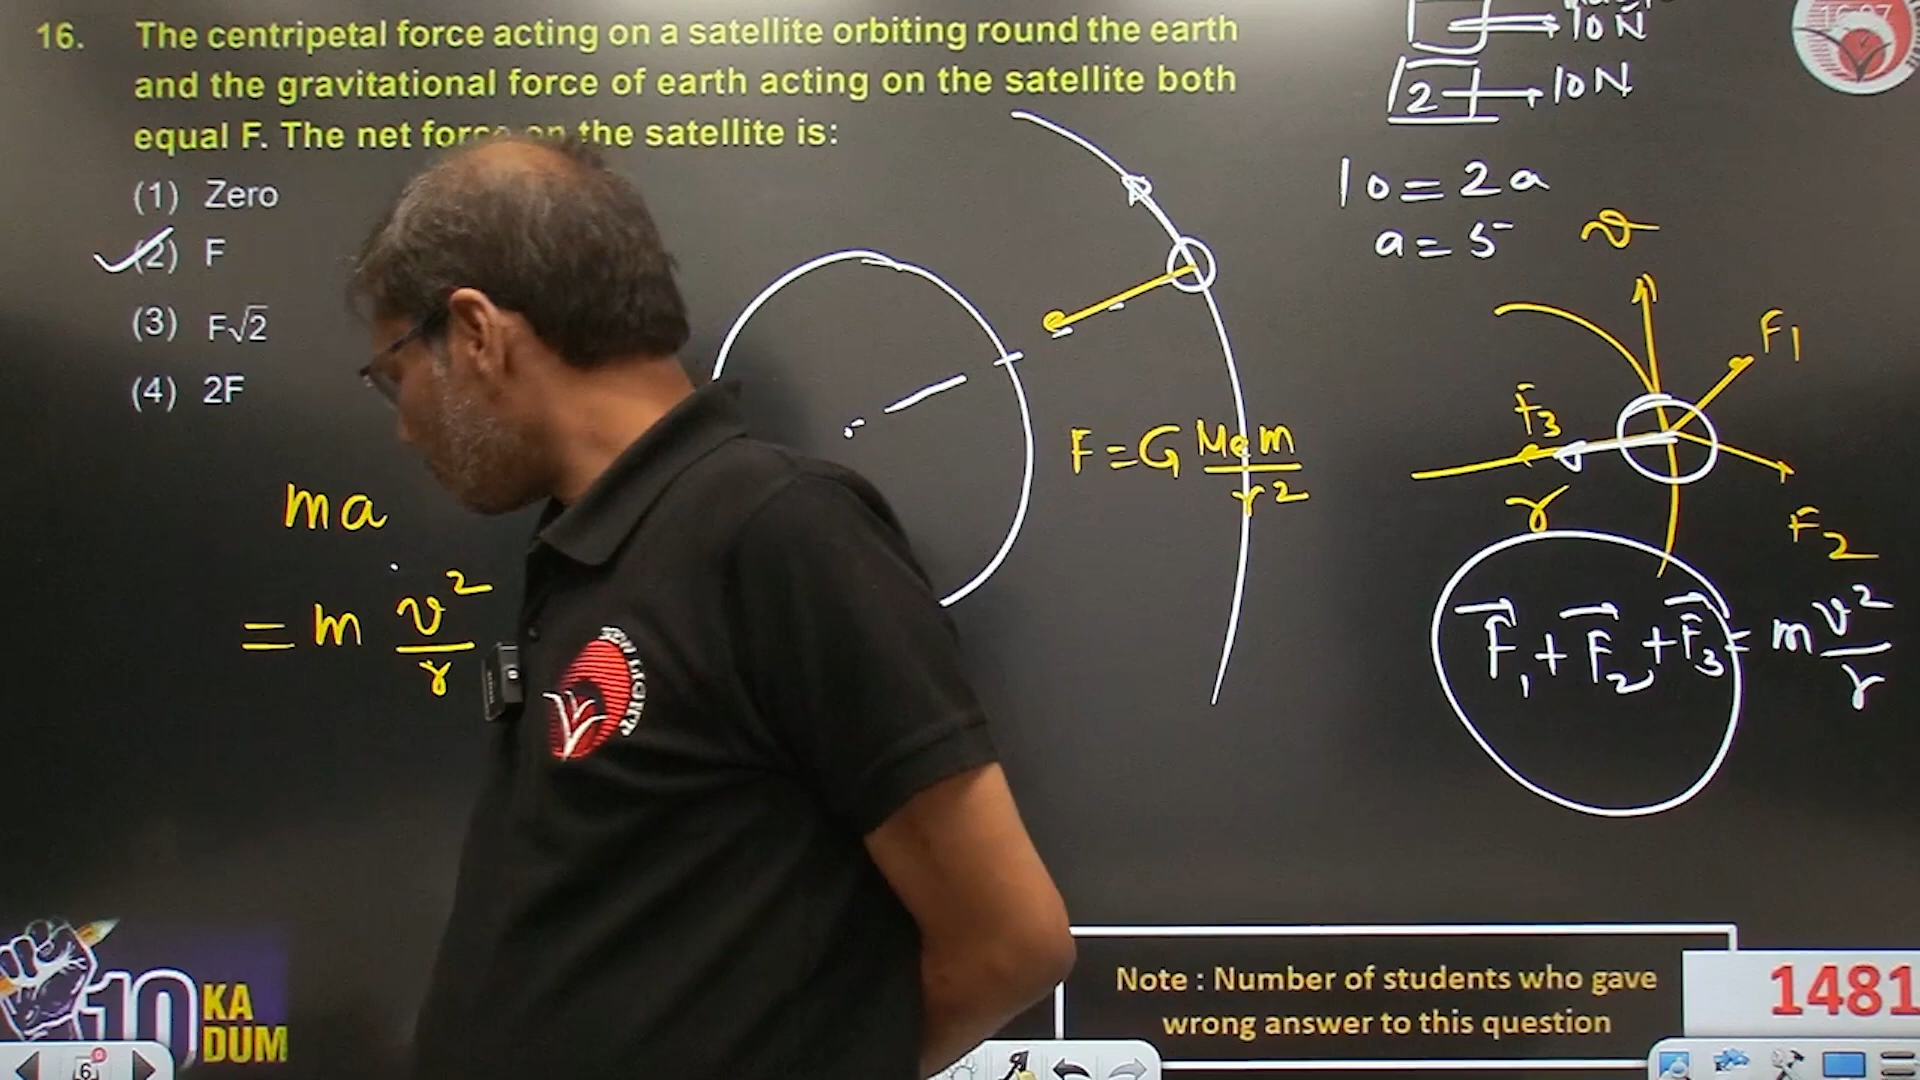 16. The centripetal force acting on a satellite orbiting round the earth
and the gravitational force of earth acting on the satellite both
equal F. The net force on the satellite is:
(1) Zero
(2) F
(3) F√2
(4) 2F
ma
= m v²/r
F = G Mem/r²
10N
2 10N
10 = 2a
a = 5
v
F1
F3
r
F2
F1 + F2 + F3 = m v²/r
10 KA
DUM
Note : Number of students who gave
wrong answer to this question
1481
6